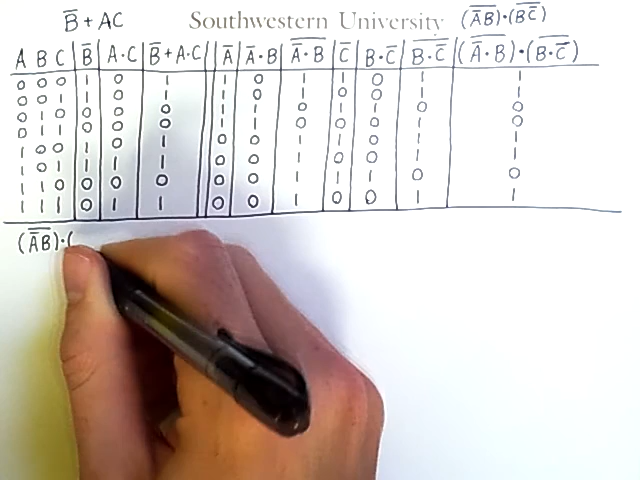 B̅ + AC Southwestern University (A̅B)̅·(BC̅)̅
A B C B̅ A·C B̅+A·C A̅ A̅·B (A̅·B)̅ C̅ B·C̅ (B·C̅)̅ (A̅·B)̅·(B·C̅)̅
0 0 0 1 0 1 1 0 1 1 0 1 1
0 0 1 1 0 1 1 0 1 0 0 1 1
0 1 0 0 0 0 1 1 0 1 1 0 0
0 1 1 0 0 0 1 1 0 0 0 1 0
1 0 0 1 0 1 0 0 1 1 0 1 1
1 0 1 1 1 1 0 0 1 0 0 1 1
1 1 0 0 0 0 0 0 1 1 1 0 0
1 1 1 0 1 1 0 0 1 0 0 1 1
(A̅B)̅·(